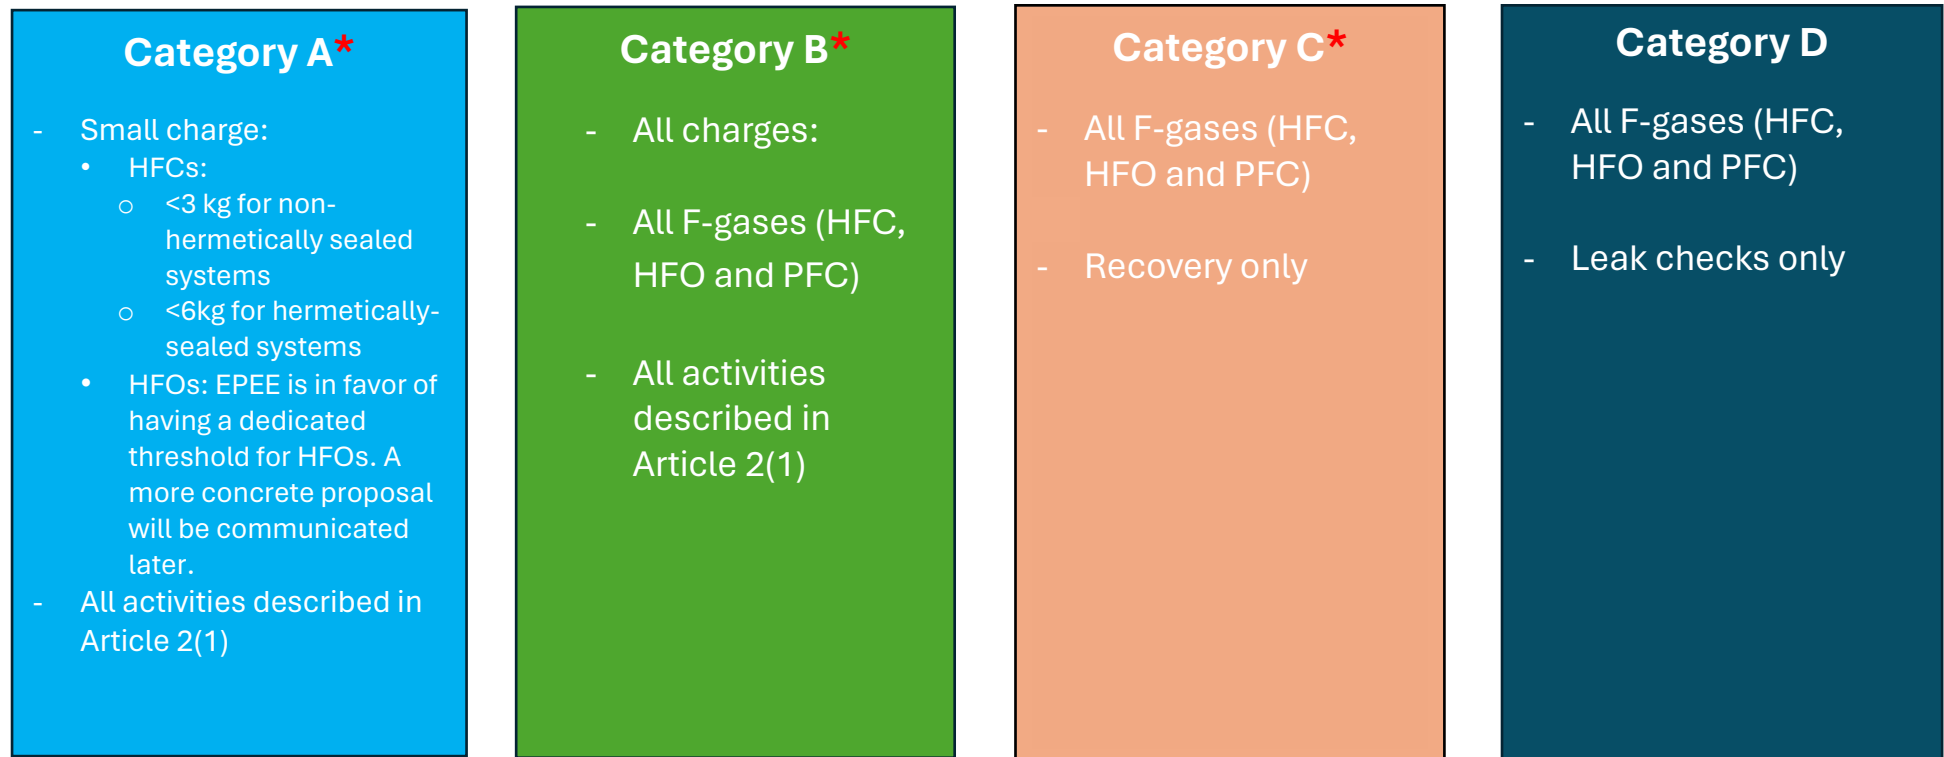 Category A*
- Small charge:
• HFCs:
o <3 kg for non-
hermetically sealed
systems
o <6kg for hermetically-
sealed systems
• HFOs: EPEE is in favor of
having a dedicated
threshold for HFOs. A
more concrete proposal
will be communicated
later.
- All activities described in
Article 2(1)
Category B*
- All charges:
- All F-gases (HFC,
HFO and PFC)
- All activities
described in
Article 2(1)
Category C*
- All F-gases (HFC,
HFO and PFC)
- Recovery only
Category D
- All F-gases (HFC,
HFO and PFC)
- Leak checks only